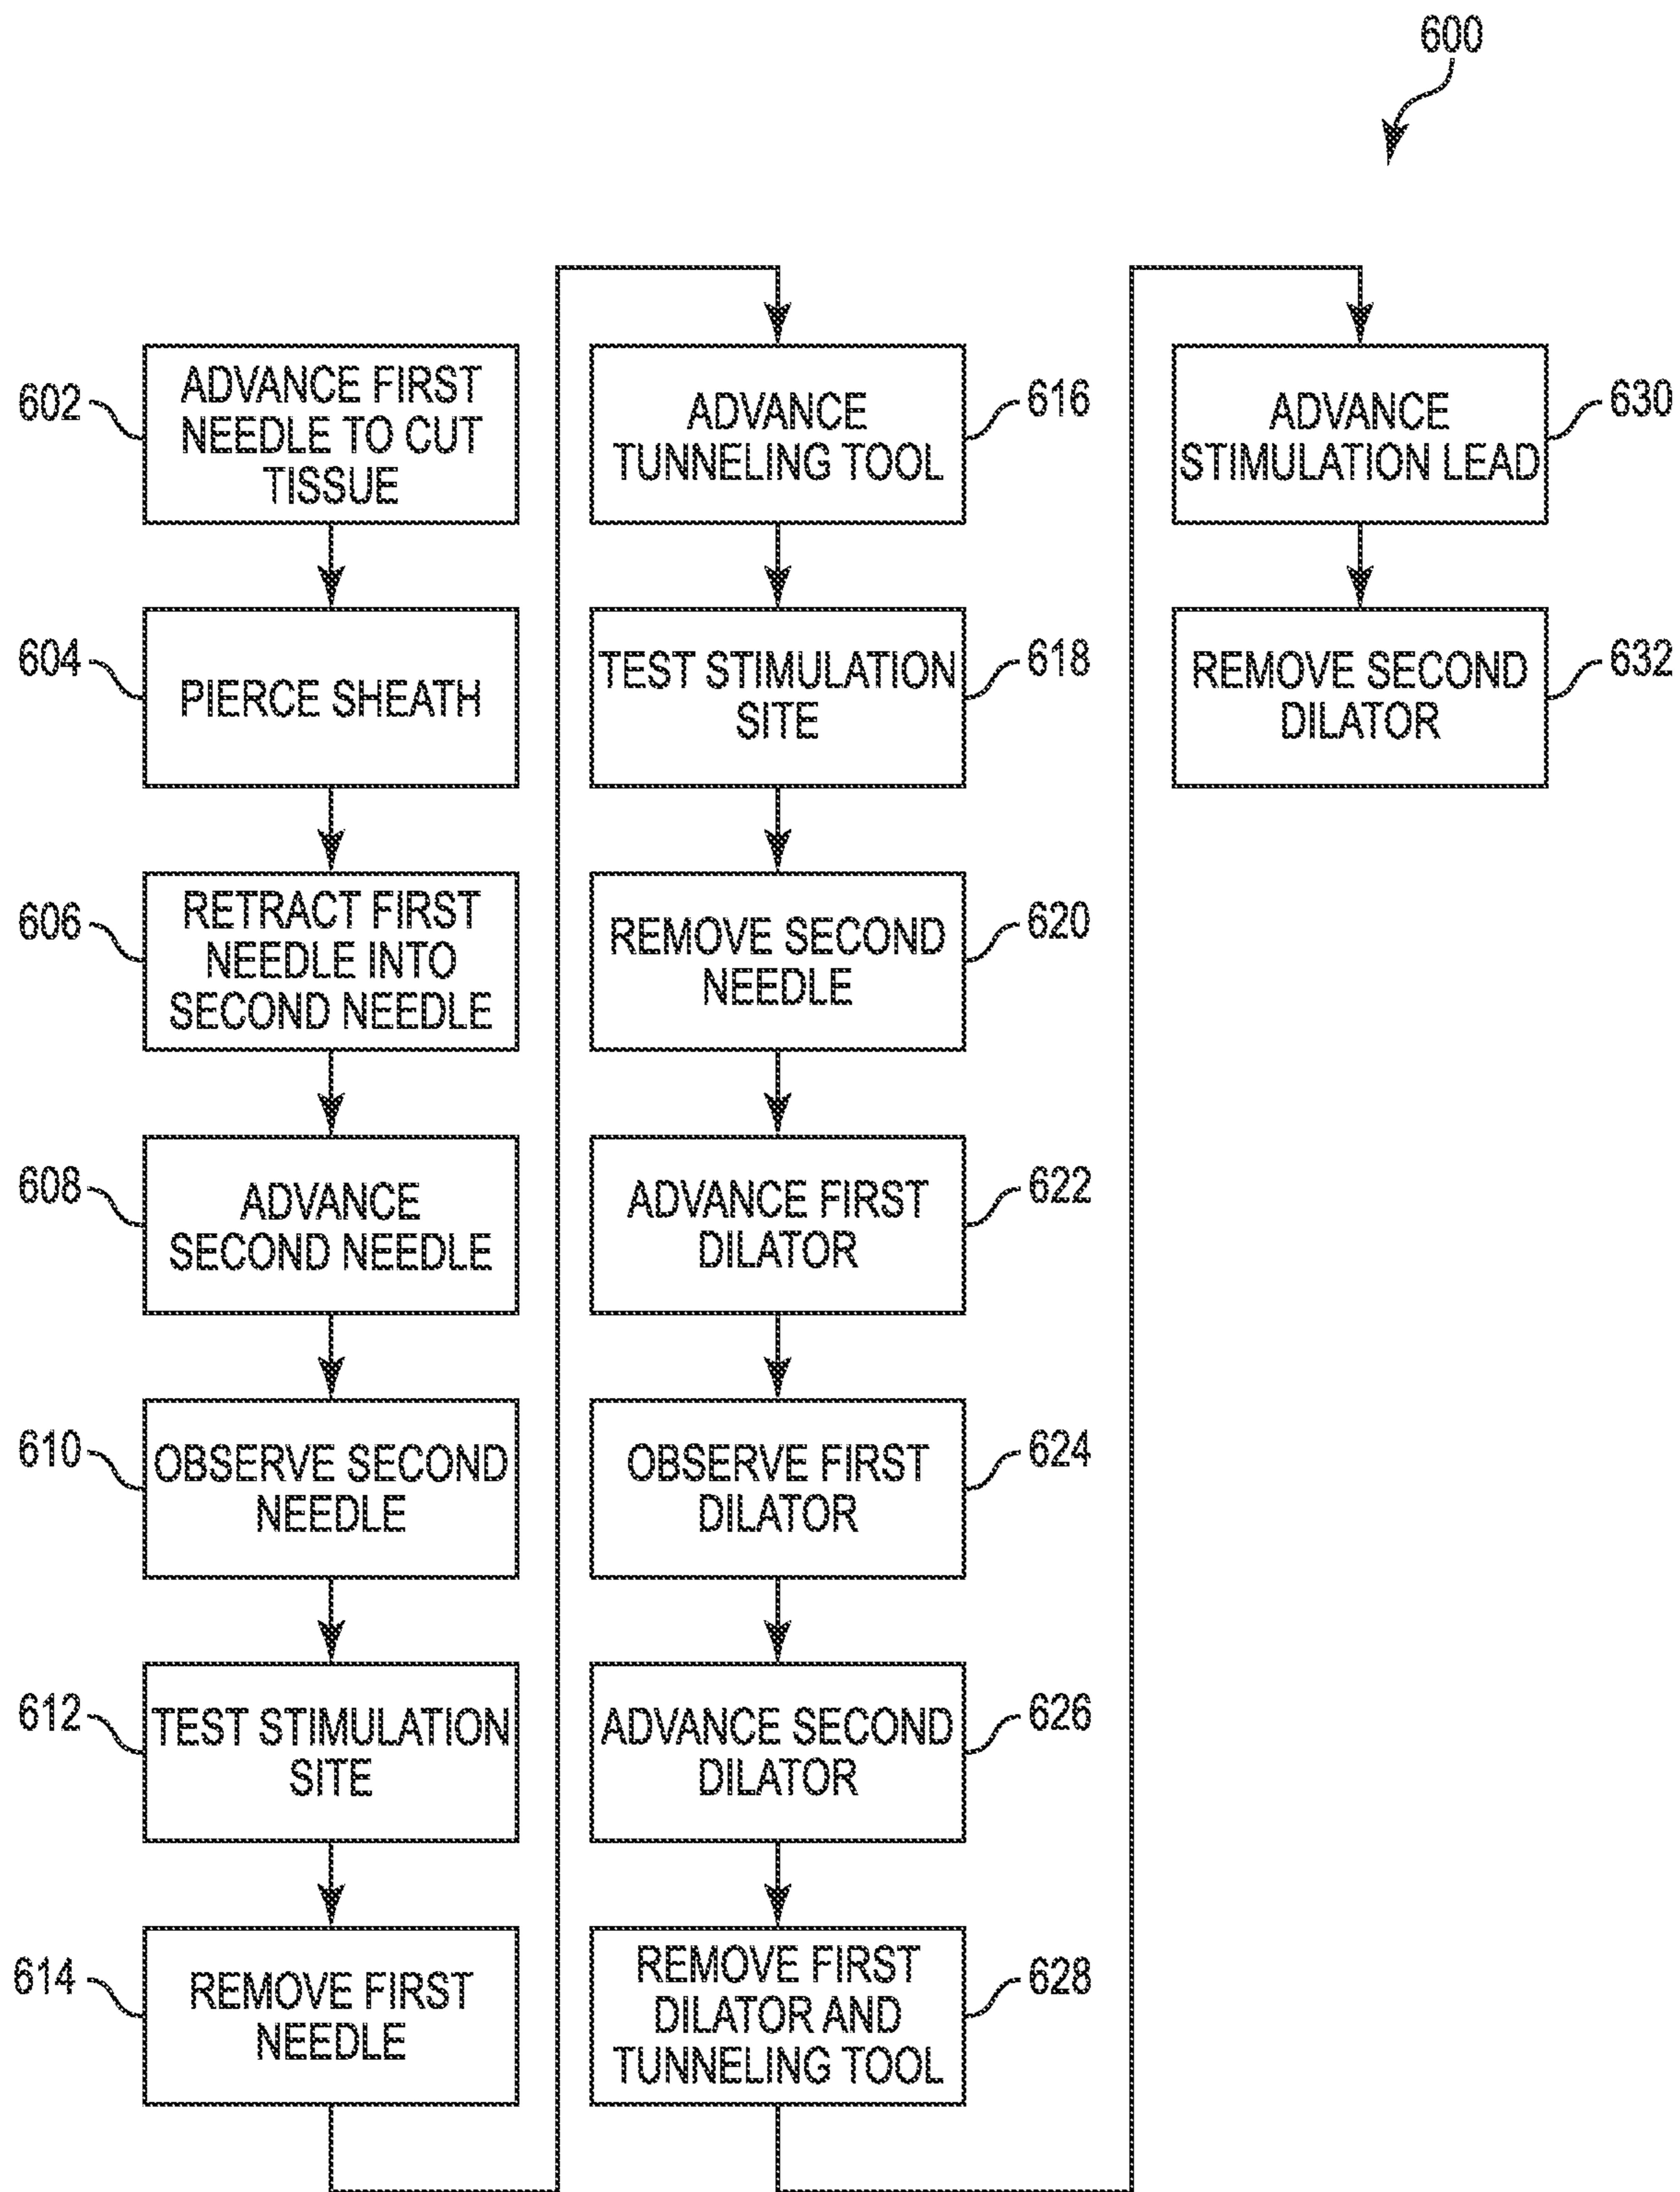 600
602
ADVANCE FIRST
NEEDLE TO CUT
TISSUE
604
PIERCE SHEATH
606
RETRACT FIRST
NEEDLE INTO
SECOND NEEDLE
608
ADVANCE
SECOND NEEDLE
610
OBSERVE SECOND
NEEDLE
612
TEST STIMULATION
SITE
614
REMOVE FIRST
NEEDLE
ADVANCE
TUNNELING TOOL
616
TEST STIMULATION
SITE
618
REMOVE SECOND
NEEDLE
620
ADVANCE FIRST
DILATOR
622
OBSERVE FIRST
DILATOR
624
ADVANCE SECOND
DILATOR
626
REMOVE FIRST
DILATOR AND
TUNNELING TOOL
628
ADVANCE
STIMULATION LEAD
630
REMOVE SECOND
DILATOR
632